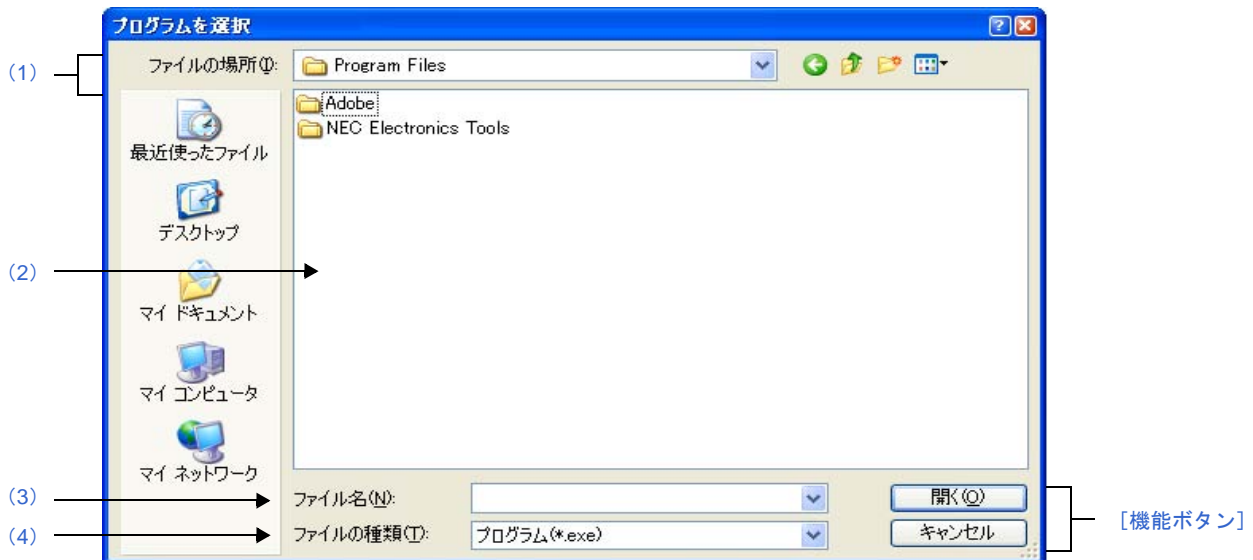 プログラムを選択
(1)
ファイルの場所(I):
Program Files
Adobe
NEC Electronics Tools
最近使ったファイル
デスクトップ
(2)
マイ ドキュメント
マイ コンピュータ
マイ ネットワーク
(3)
ファイル名(N):
開く(O)
(4)
ファイルの種類(T):
プログラム(*.exe)
キャンセル
[機能ボタン]